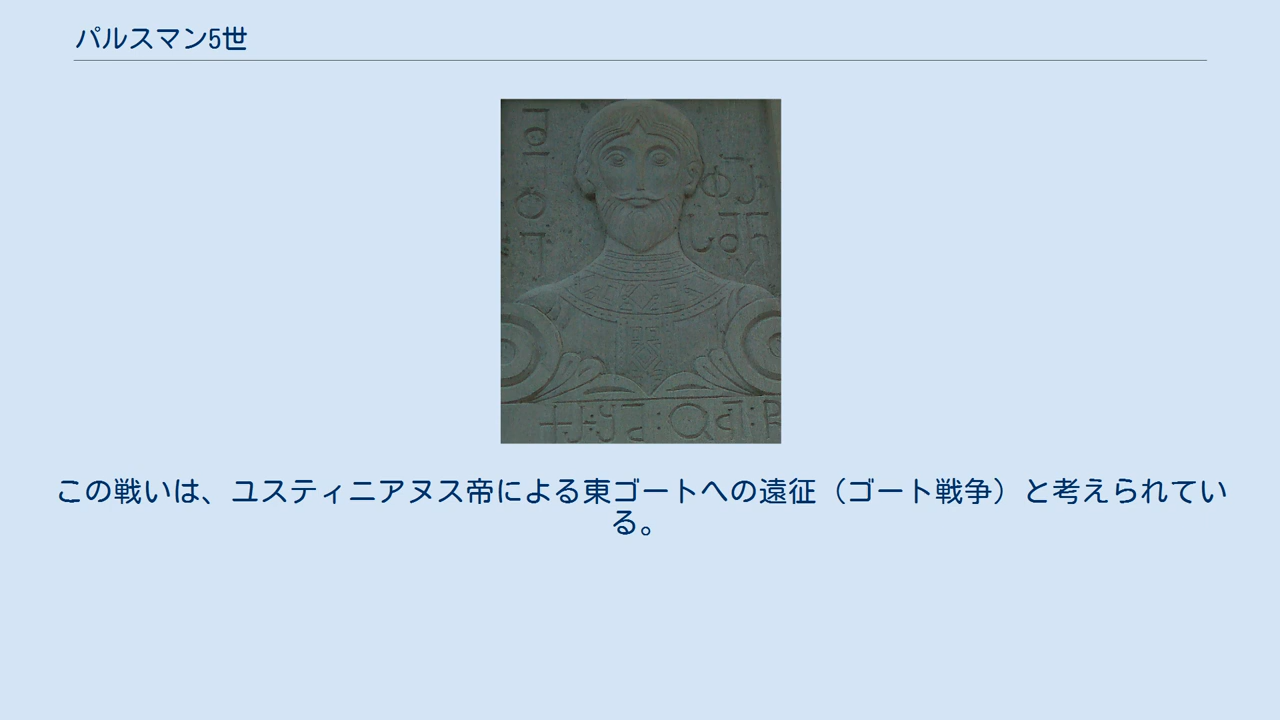 パルスマン5世
この戦いは、ユスティニアヌス帝による東ゴートへの遠征（ゴート戦争）と考えられてい
る。